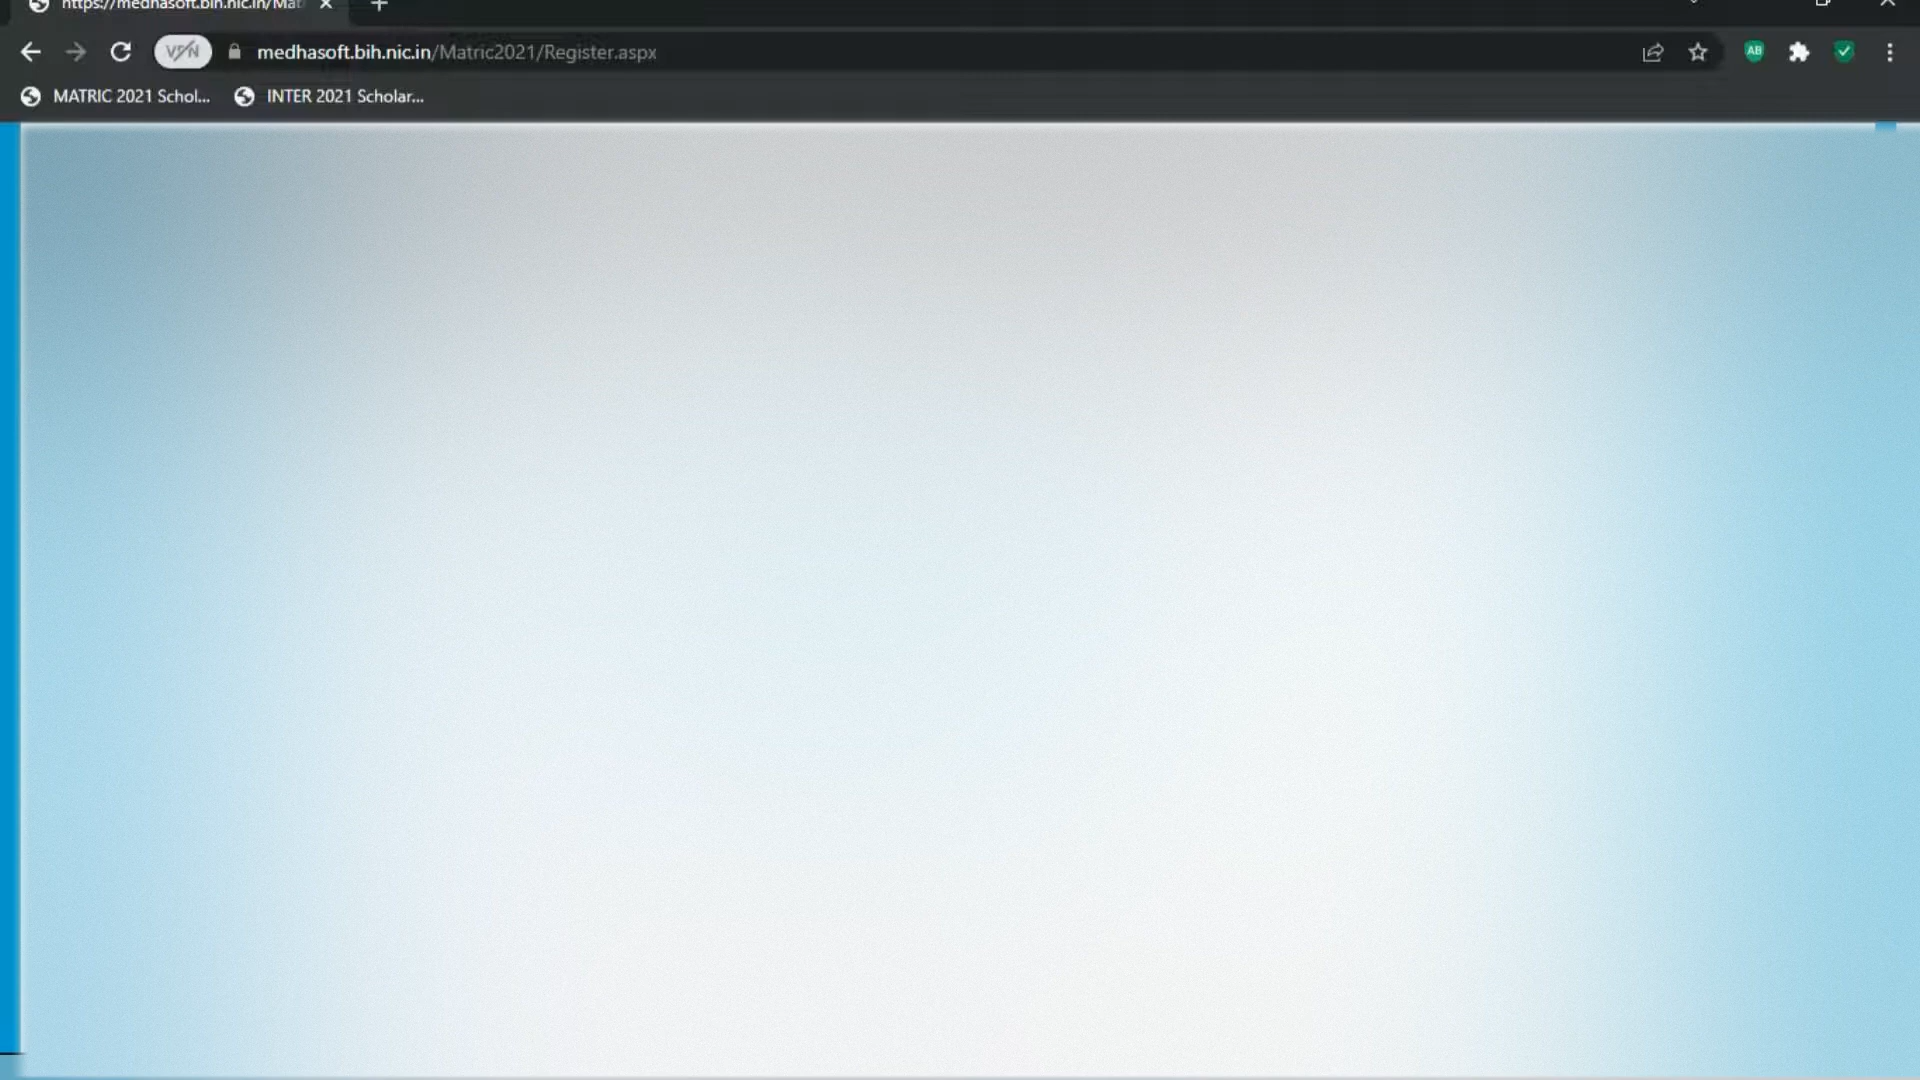 https://medhasoft.bih.nic.in/Mat
VPN
medhasoft.bih.nic.in/Matric2021/Register.aspx
AB
MATRIC 2021 Schol...
INTER 2021 Scholar...